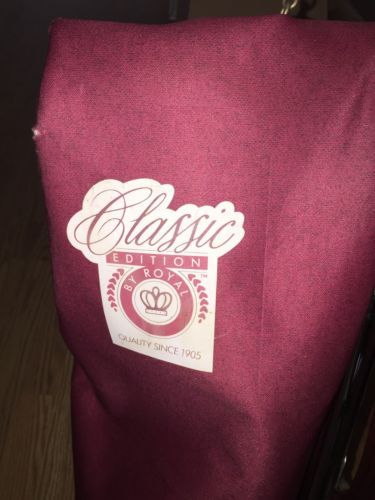 Classic
EDITION
BY ROYAL
™
QUALITY SINCE 1905